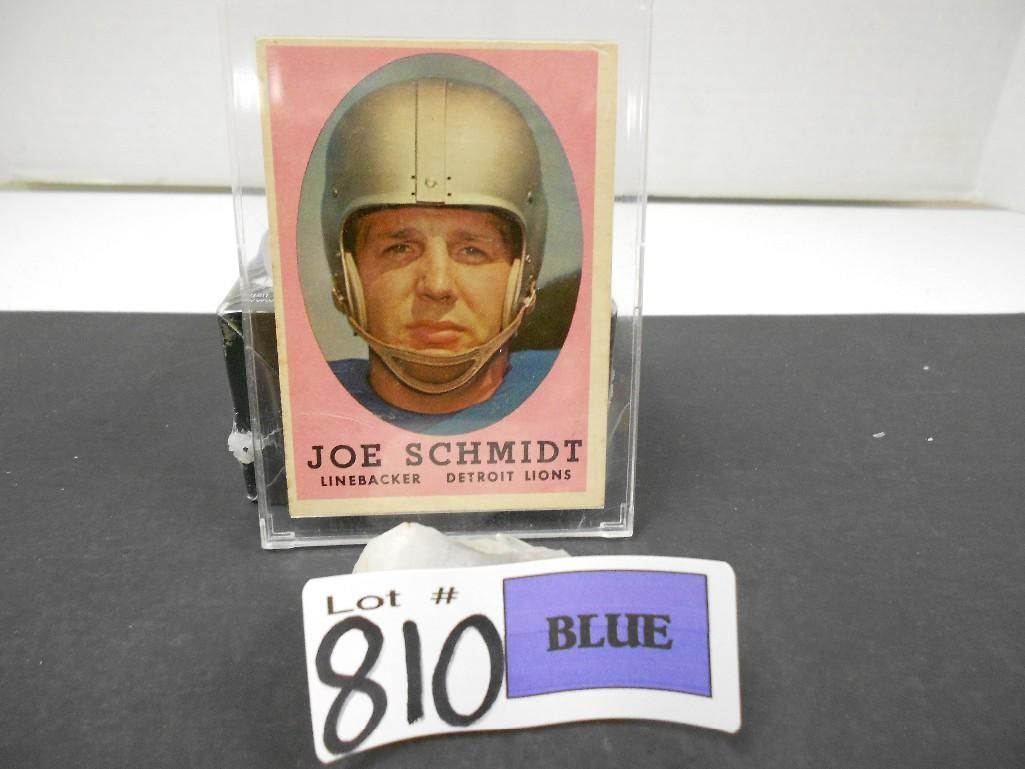 JOE SCHMIDT
LINEBACKER DETROIT LIONS
Lot #
810
BLUE